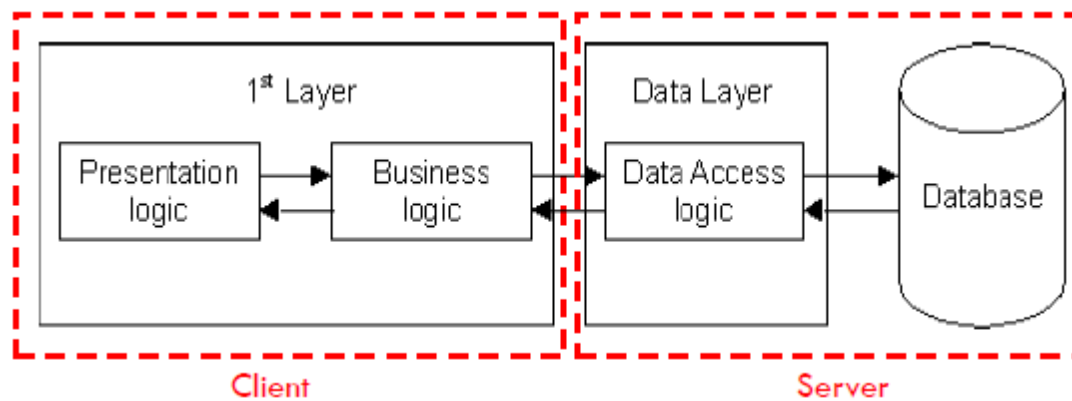 1st Layer
Data Layer
Presentation
logic
Business
logic
Data Access
logic
Database
Client
Server